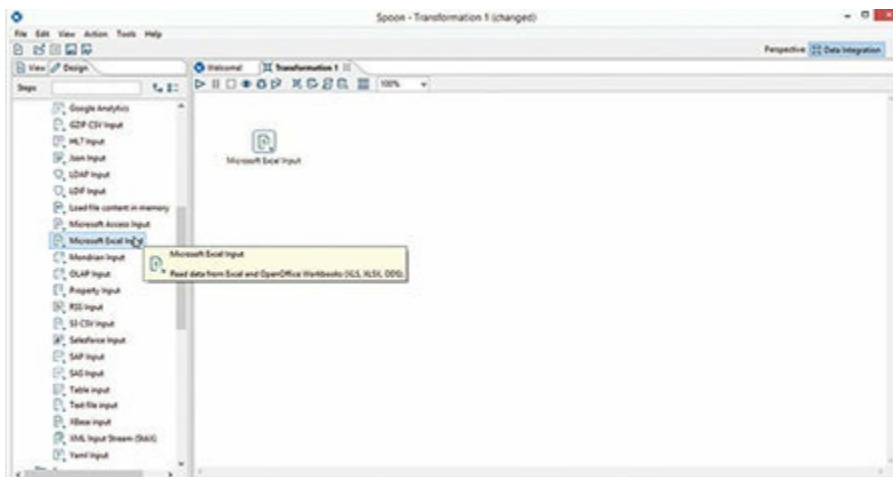 Spoon - Transformation 1 (changed)
File Edit View Action Tools Help
Perspective: Data Integration
View Design
Welcome! Transformation 1
Steps
100%
Google Analytics
GZIP CSV Input
HL7 Input
Json Input
LDAP Input
LDIF Input
Load file content in memory
Microsoft Access Input
Microsoft Excel Input
Mondrian Input
OLAP Input
Property Input
RSS Input
S3 CSV Input
Salesforce Input
SAP Input
SAS Input
Table input
Text file input
XBase input
XML Input Stream (StAX)
Yaml Input
Microsoft Excel Input
Microsoft Excel Input
Read data from Excel and OpenOffice Workbooks (XLS, XLSX, ODS).